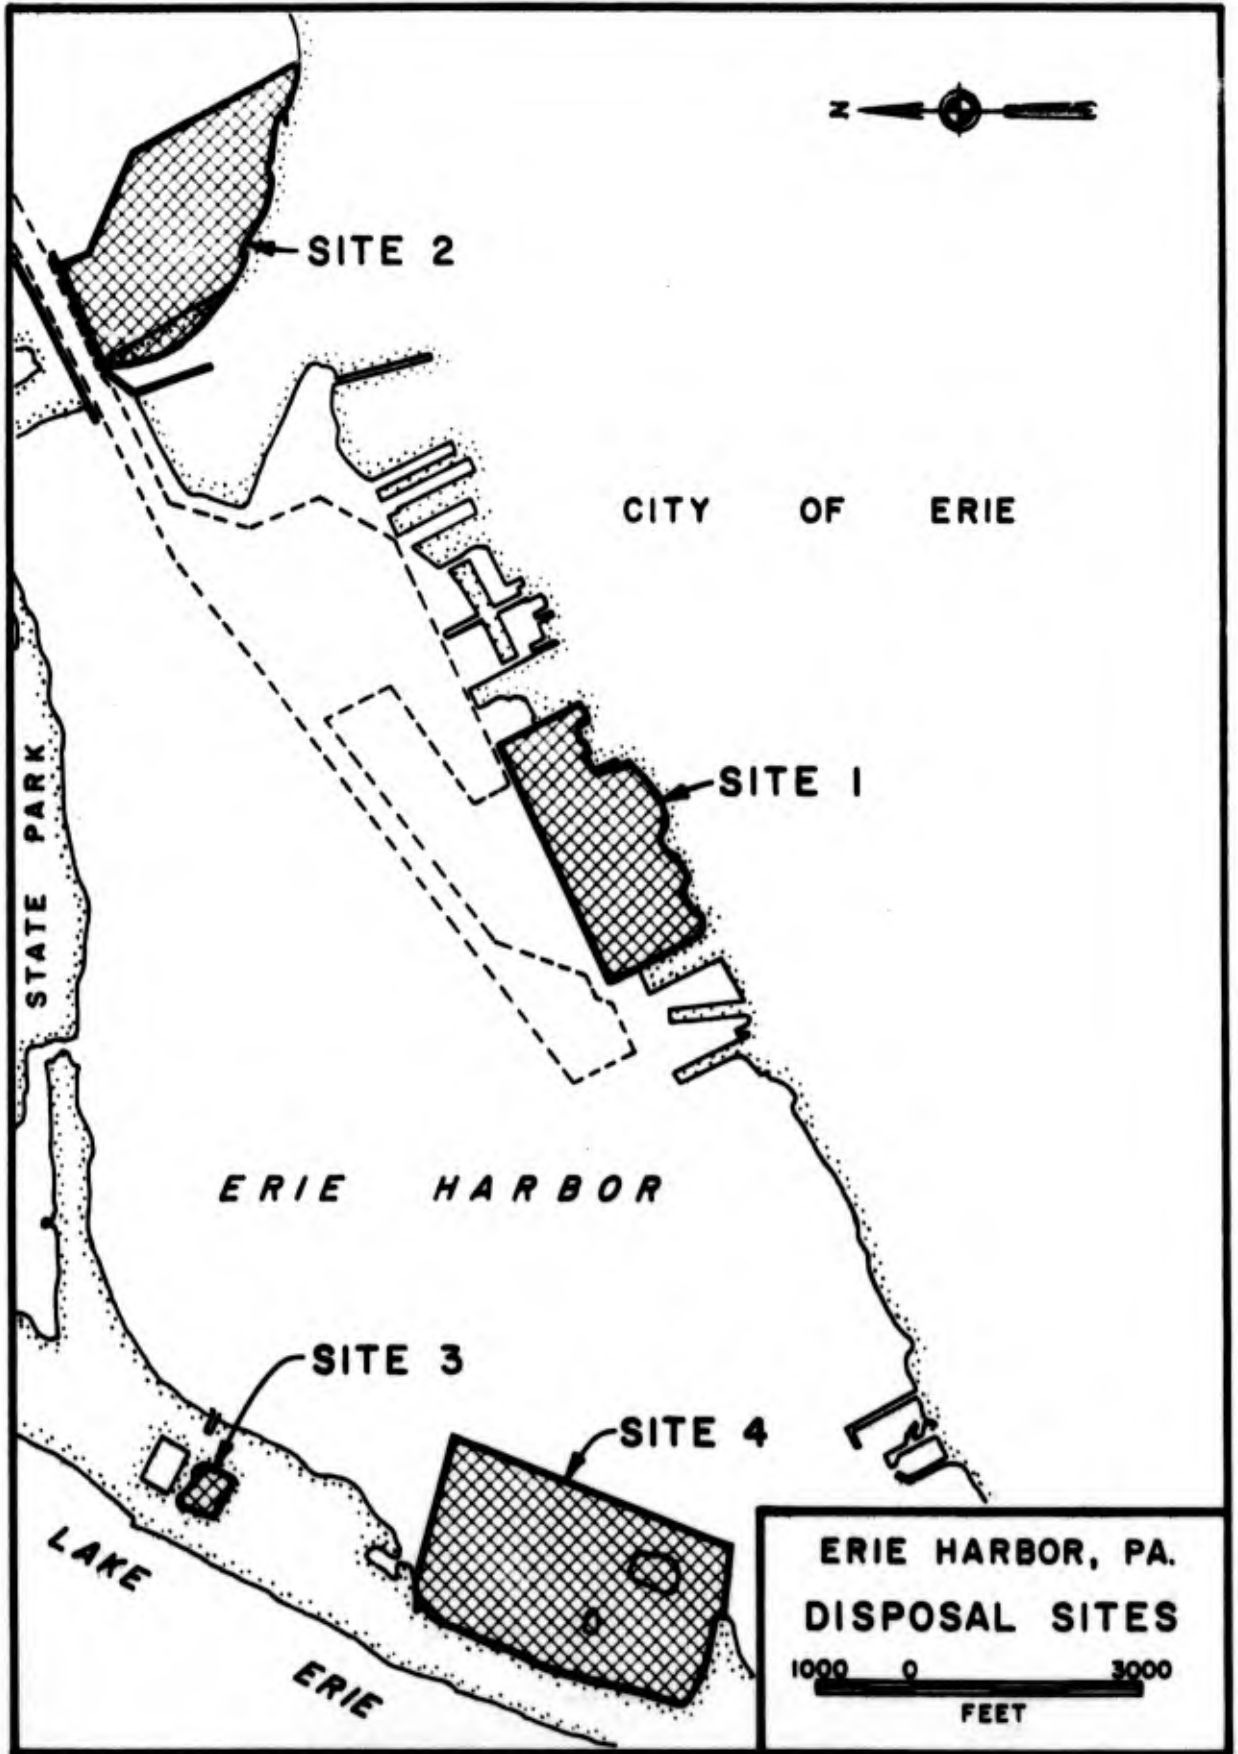 N
SITE 2
CITY OF ERIE
SITE 1
STATE PARK
ERIE HARBOR
SITE 3
SITE 4
LAKE ERIE
ERIE HARBOR, PA.
DISPOSAL SITES
1000 0 3000
FEET